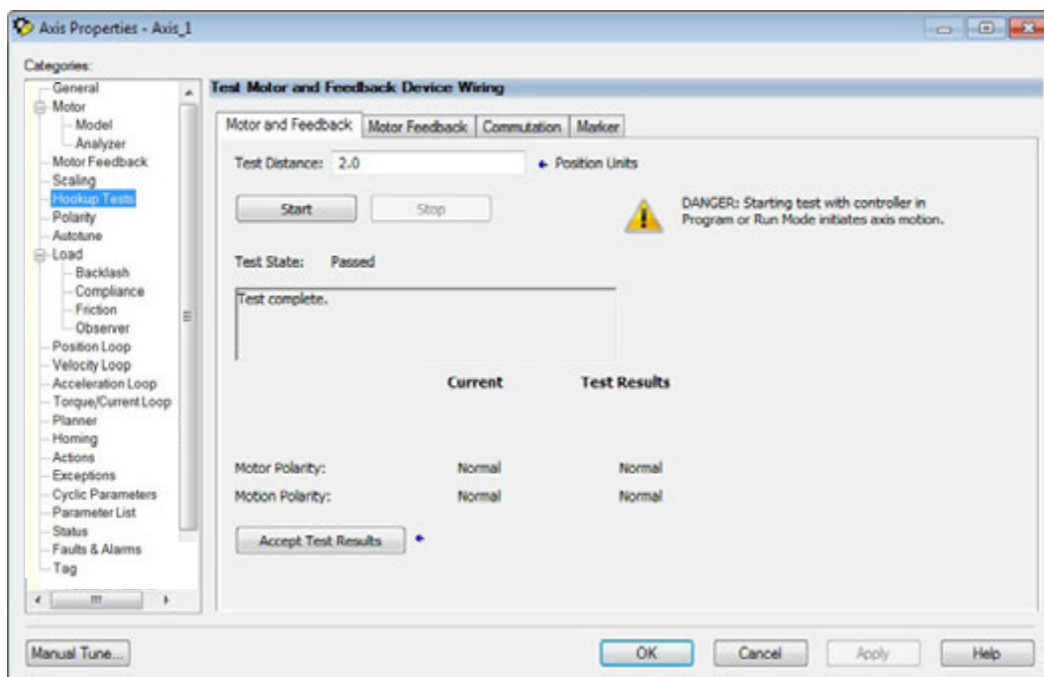 Axis Properties - Axis_1
Categories:
General
Motor
Model
Analyzer
Motor Feedback
Scaling
Hookup Tests
Polarity
Autotune
Load
Backlash
Compliance
Friction
Observer
Position Loop
Velocity Loop
Acceleration Loop
Torque/Current Loop
Planner
Homing
Actions
Exceptions
Cyclic Parameters
Parameter List
Status
Faults & Alarms
Tag
Test Motor and Feedback Device Wiring
Motor and Feedback Motor Feedback Commutation Marker
Test Distance: 2.0 Position Units
Start Stop
DANGER: Starting test with controller in
Program or Run Mode initiates axis motion.
Test State: Passed
Test complete.
Current Test Results
Motor Polarity: Normal Normal
Motion Polarity: Normal Normal
Accept Test Results
Manual Tune... OK Cancel Apply Help